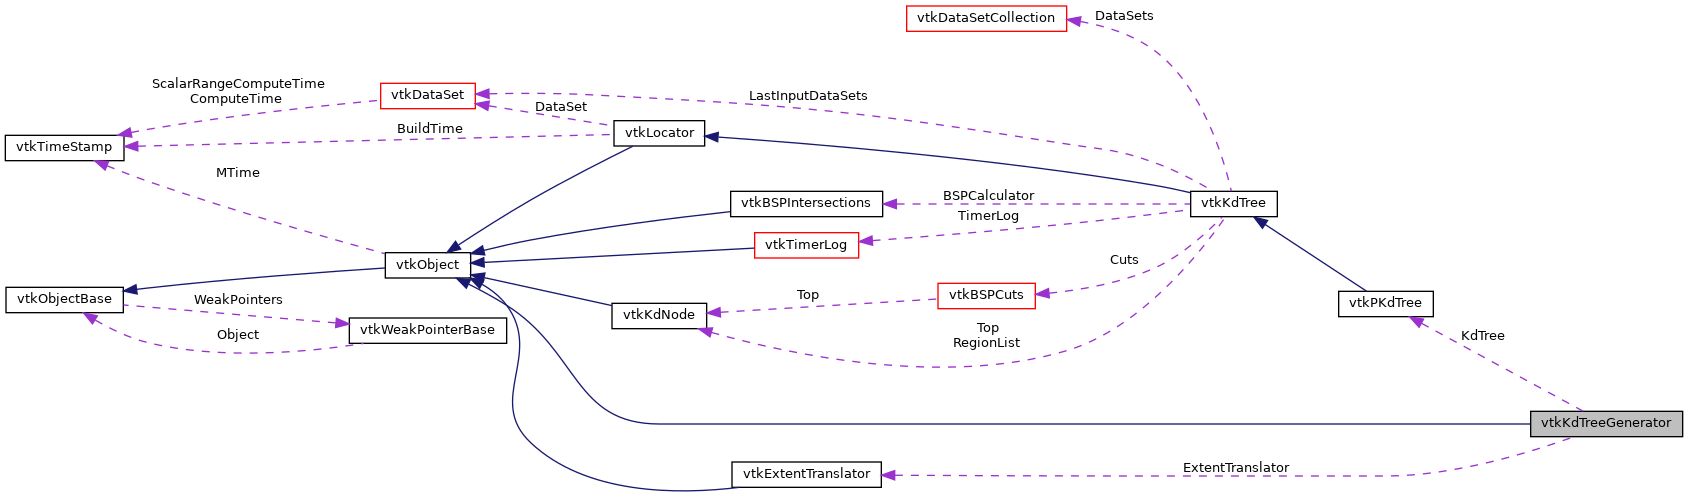 vtkDataSetCollection
DataSets
ScalarRangeComputeTime
ComputeTime
vtkDataSet
LastInputDataSets
DataSet
BuildTime
vtkLocator
vtkTimeStamp
MTime
BSPCalculator
vtkBSPIntersections
vtkKdTree
TimerLog
vtkTimerLog
vtkObject
Cuts
vtkObjectBase
WeakPointers
Top
vtkBSPCuts
vtkPKdTree
vtkKdNode
vtkWeakPointerBase
Object
Top
RegionList
KdTree
vtkKdTreeGenerator
ExtentTranslator
vtkExtentTranslator